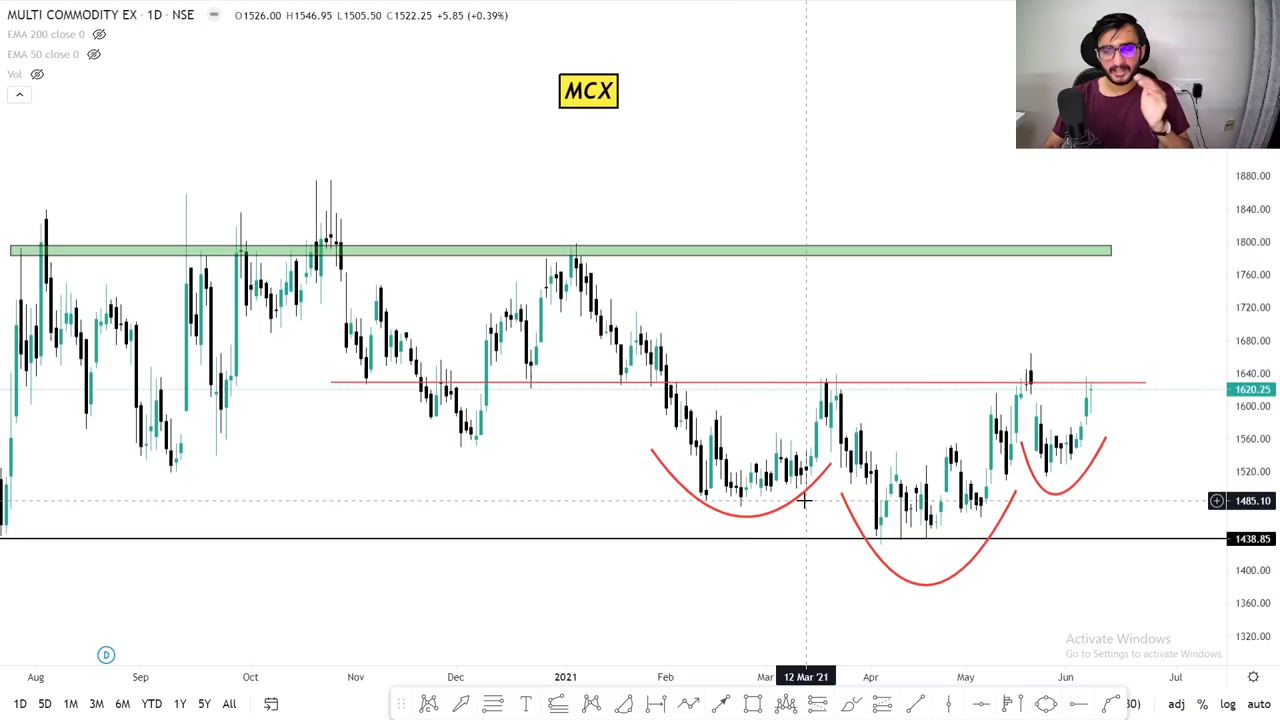 MULTI COMMODITY EX · 1D · NSE O1526.00 H1546.95 L1505.50 C1522.25 +5.85 (+0.39%)
EMA 200 close 0
EMA 50 close 0
Vol
MCX
1880.00
1840.00
1800.00
1760.00
1720.00
1680.00
1640.00
1620.25
1600.00
1560.00
1520.00
1485.10
1438.85
1400.00
1360.00
1320.00
Activate Windows
Go to Settings to activate Windows.
D
Aug Sep Oct Nov Dec 2021 Feb Mar 12 Mar '21 Apr May Jun Jul
1D 5D 1M 3M 6M YTD 1Y 5Y All T 30) adj % log auto